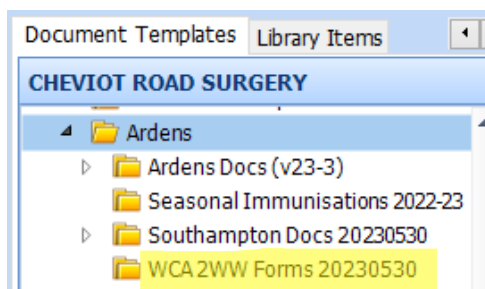 Document Templates Library Items
CHEVIOT ROAD SURGERY
Ardens
Ardens Docs (v23-3)
Seasonal Immunisations 2022-23
Southampton Docs 20230530
WCA 2WW Forms 20230530